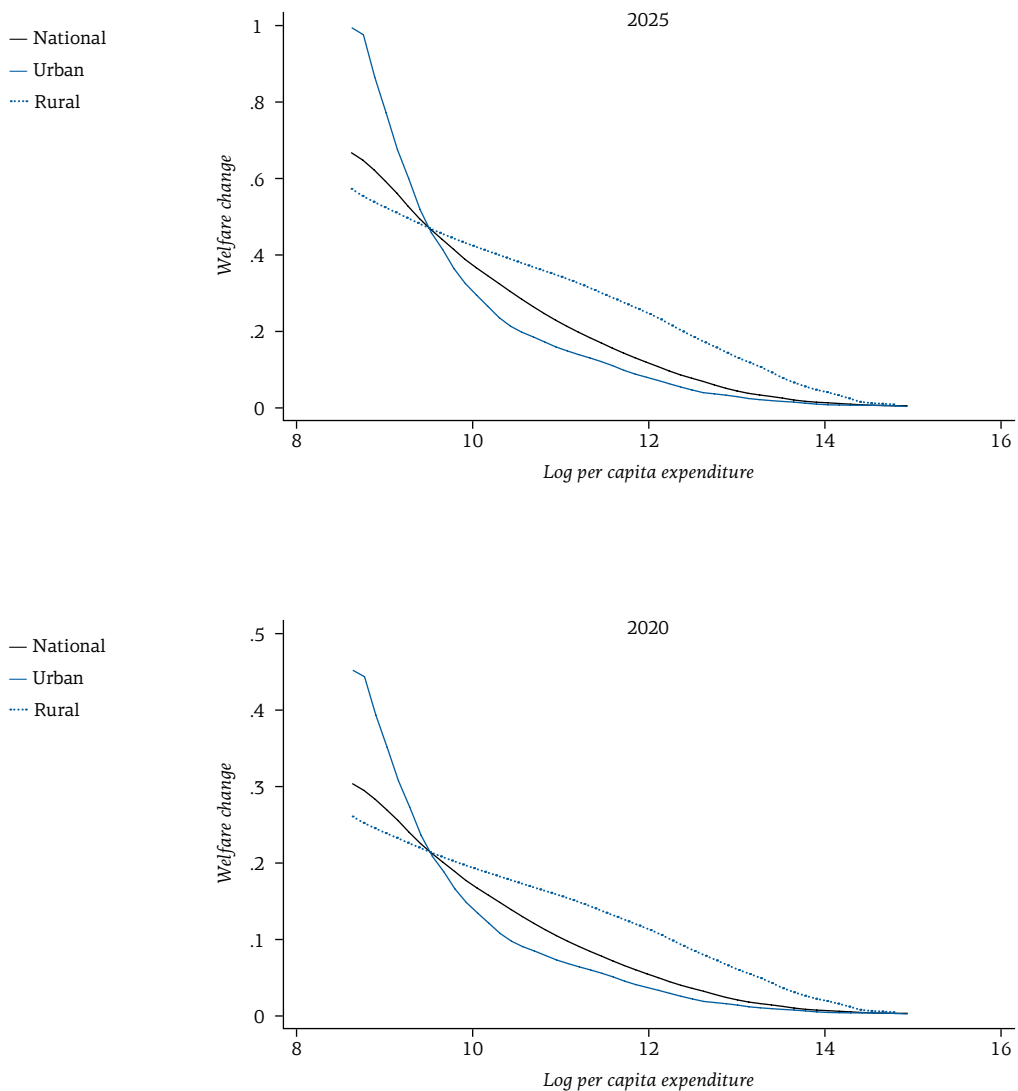 2025
National
Urban
Rural
Welfare change
1
.8
.6
.4
.2
0
8 10 12 14 16
Log per capita expenditure
2020
National
Urban
Rural
Welfare change
.5
.4
.3
.2
.1
0
8 10 12 14 16
Log per capita expenditure